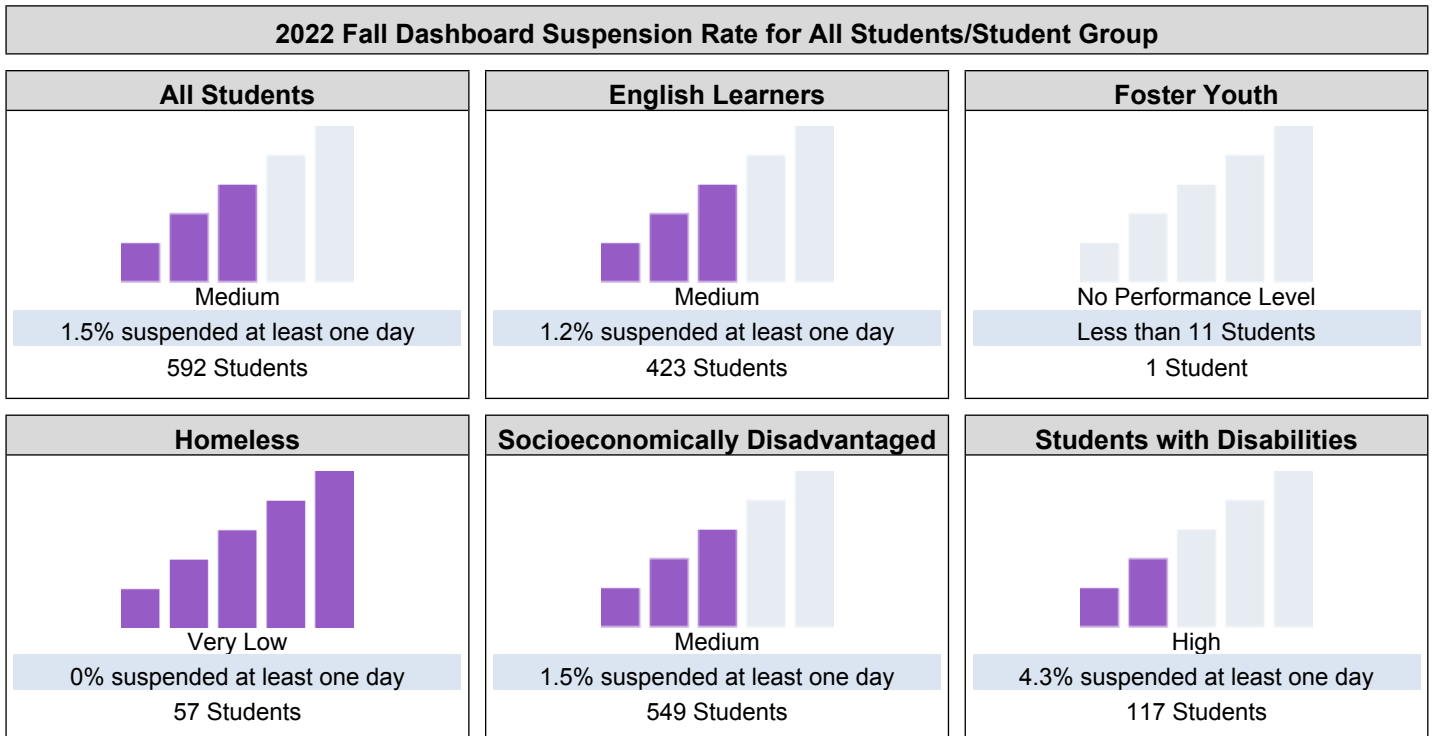 2022 Fall Dashboard Suspension Rate for All Students/Student Group
All Students
Medium
1.5% suspended at least one day
592 Students
English Learners
Medium
1.2% suspended at least one day
423 Students
Foster Youth
No Performance Level
Less than 11 Students
1 Student
Homeless
Very Low
0% suspended at least one day
57 Students
Socioeconomically Disadvantaged
Medium
1.5% suspended at least one day
549 Students
Students with Disabilities
High
4.3% suspended at least one day
117 Students